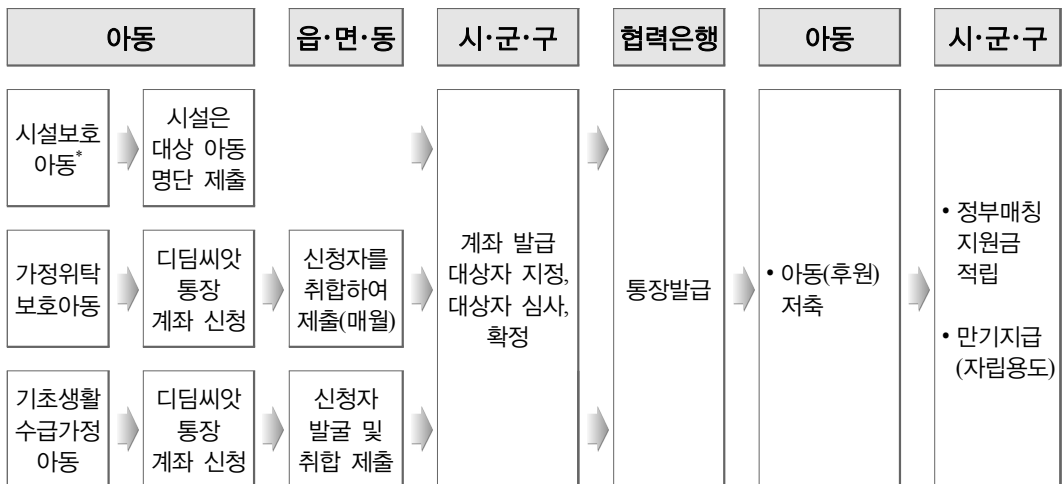 아동
읍·면·동
시·군·구
협력은행
아동
시·군·구
시설보호
아동*
시설은
대상 아동
명단 제출
가정위탁
보호아동
디딤씨앗
통장
계좌 신청
신청자를
취합하여
제출(매월)
기초생활
수급가정
아동
디딤씨앗
통장
계좌 신청
신청자
발굴 및
취합 제출
계좌 발급
대상자 지정,
대상자 심사,
확정
통장발급
• 아동(후원)
저축
• 정부매칭
지원금
적립
• 만기지급
(자립용도)